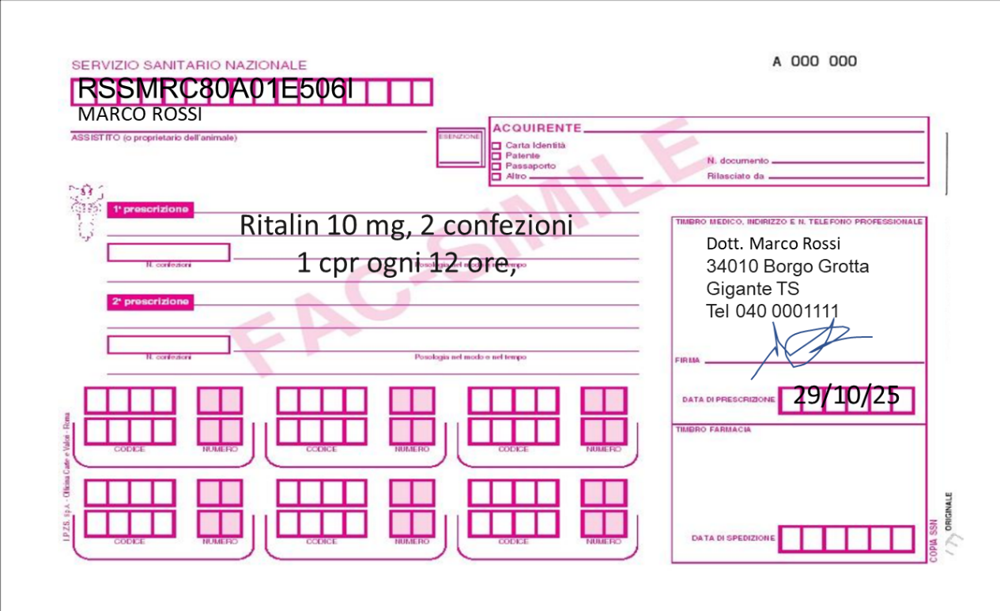 SERVIZIO SANITARIO NAZIONALE
A 000 000
RSSMRC80A01E506I
MARCO ROSSI
ASSISTITO (o proprietario dell'animale)
ESENZIONE
ACQUIRENTE
Carta Identità
Patente
Passaporto
Altro
N. documento
Rilasciato da
FAC-SIMILE
1ª prescrizione
Ritalin 10 mg, 2 confezioni
1 cpr ogni 12 ore,
N. confezioni
Posologia nel modo e nel tempo
2ª prescrizione
N. confezioni
Posologia nel modo e nel tempo
TIMBRO MEDICO, INDIRIZZO E N. TELEFONO PROFESSIONALE
Dott. Marco Rossi
34010 Borgo Grotta
Gigante TS
Tel 040 0001111
FIRMA
DATA DI PRESCRIZIONE 29/10/25
TIMBRO FARMACIA
DATA DI SPEDIZIONE
CODICE NUMERO CODICE NUMERO CODICE NUMERO
CODICE NUMERO CODICE NUMERO CODICE NUMERO
I.P.Z.S. S.p.A. - Officina Carte e Valori - Roma
COPIA SSN
ORIGINALE